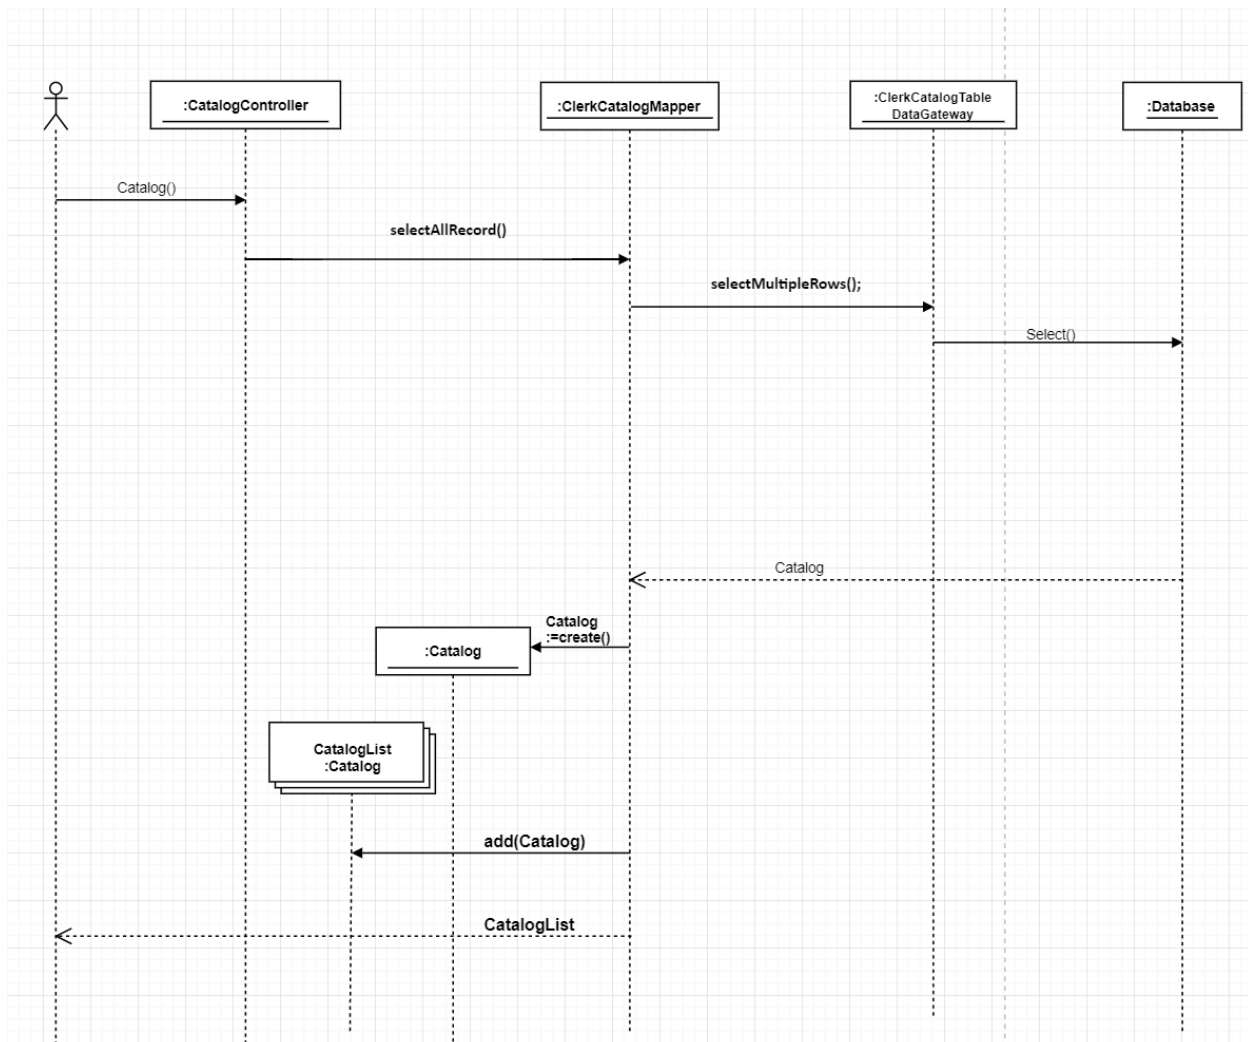 :CatalogController
:ClerkCatalogMapper
:ClerkCatalogTable
DataGateway
:Database
Catalog()
selectAllRecord()
selectMultipleRows();
Select()
Catalog
Catalog
:=create()
:Catalog
CatalogList
:Catalog
add(Catalog)
CatalogList